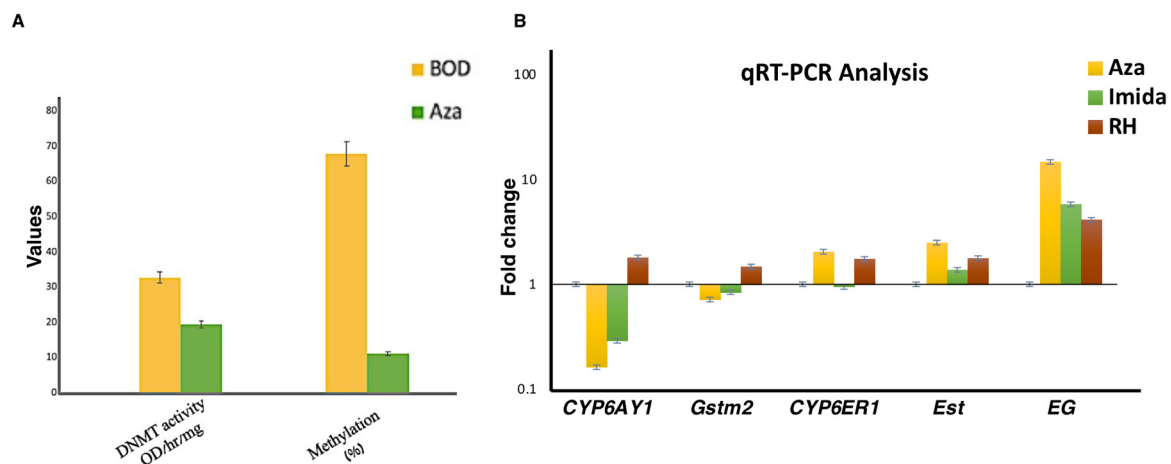 A
BOD
Aza
80
70
60
50
40
30
20
10
0
Values
DNMT activity
OD/hr/mg
Methylation
(%)
B
qRT-PCR Analysis
Aza
Imida
RH
100
10
1
0.1
Fold change
CYP6AY1
Gstm2
CYP6ER1
Est
EG